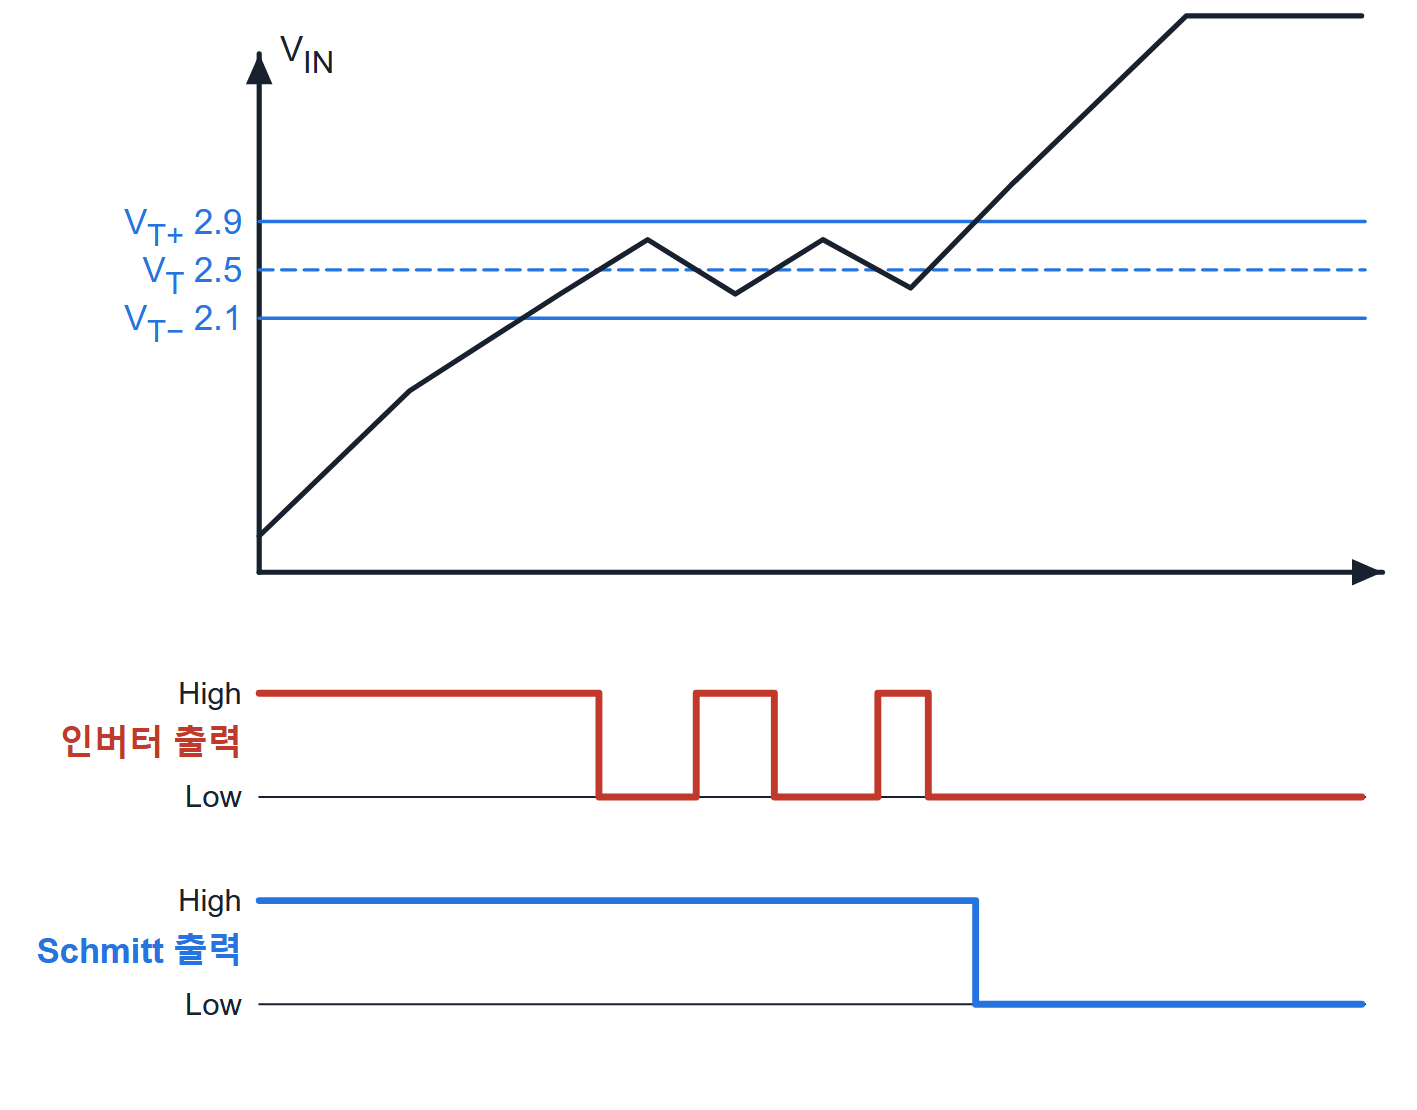 VIN
VT+ 2.9
VT 2.5
VT− 2.1
High
인버터 출력
Low
High
Schmitt 출력
Low